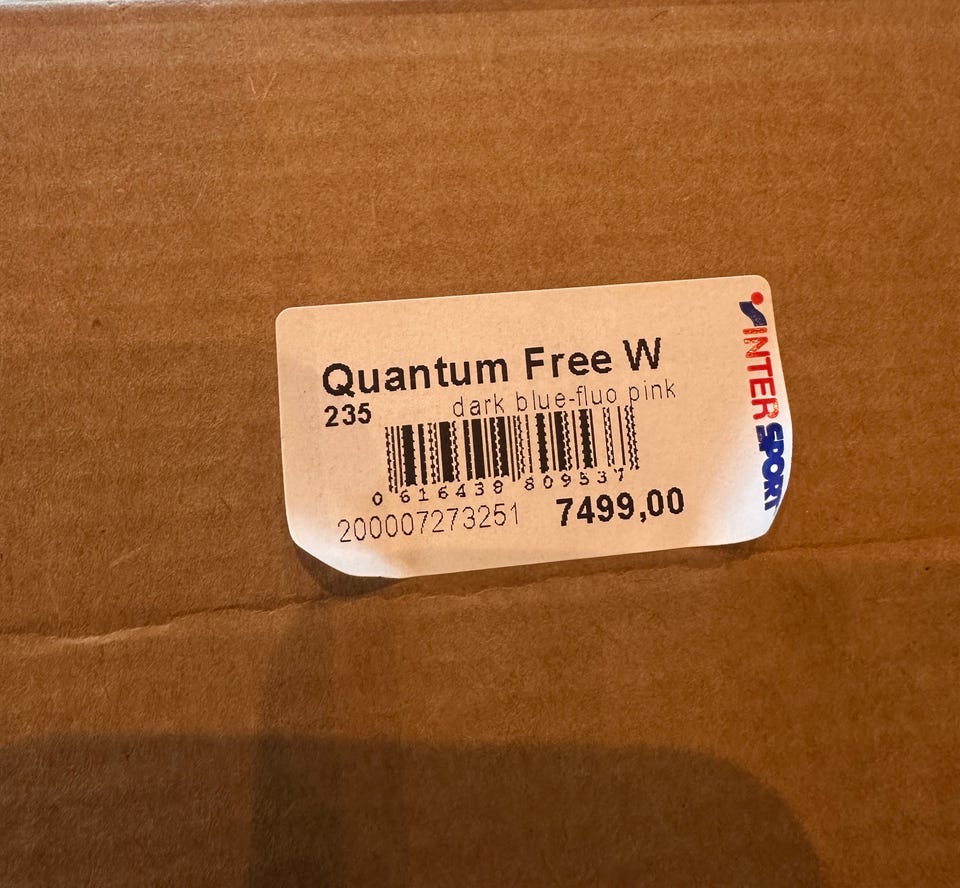 Quantum Free W
235 dark blue-fluo pink
0 616438 809537
200007273251 7499,00
INTERSPORT